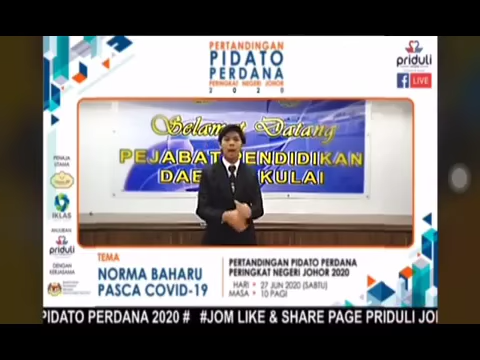 PERTANDINGAN
PIDATO
PERDANA
PERINGKAT NEGERI JOHOR
2020
priduli
LIVE
Selamat Datang
PEJABAT PENDIDIKAN
DAE KULAI
PENAJA
UTAMA
IKLAS
ANJURAN
priduli
DENGAN
KERJASAMA
TEMA
NORMA BAHARU
PASCA COVID-19
PERTANDINGAN PIDATO PERDANA
PERINGKAT NEGERI JOHOR 2020
HARI • 27 JUN 2020 (SABTU)
MASA • 10 PAGI
PIDATO PERDANA 2020 # #JOM LIKE & SHARE PAGE PRIDULI JO